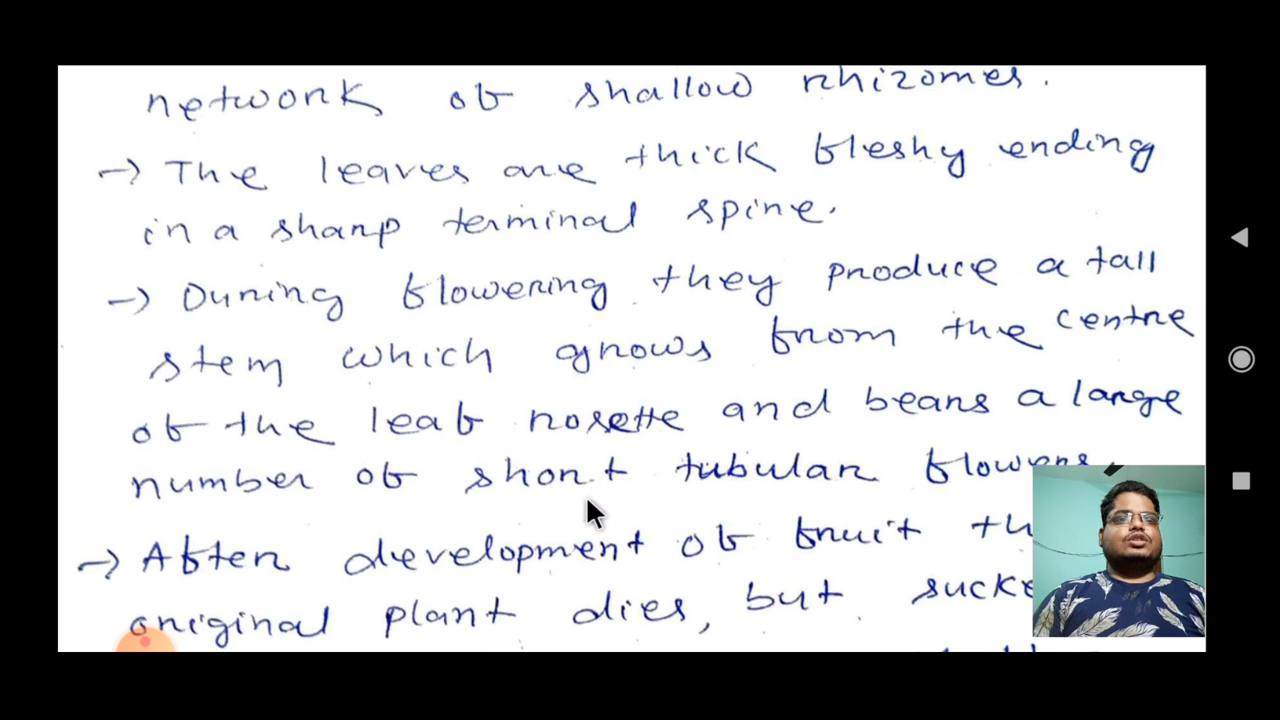 network of shallow rhizomes.
→ The leaves are thick fleshy ending
in a sharp terminal spine.
→ During flowering they produce a tall
stem which grows from the centre
of the leaf rosette and bears a large
number of short tubular flowers.
→ After development of fruit
original plant dies, but